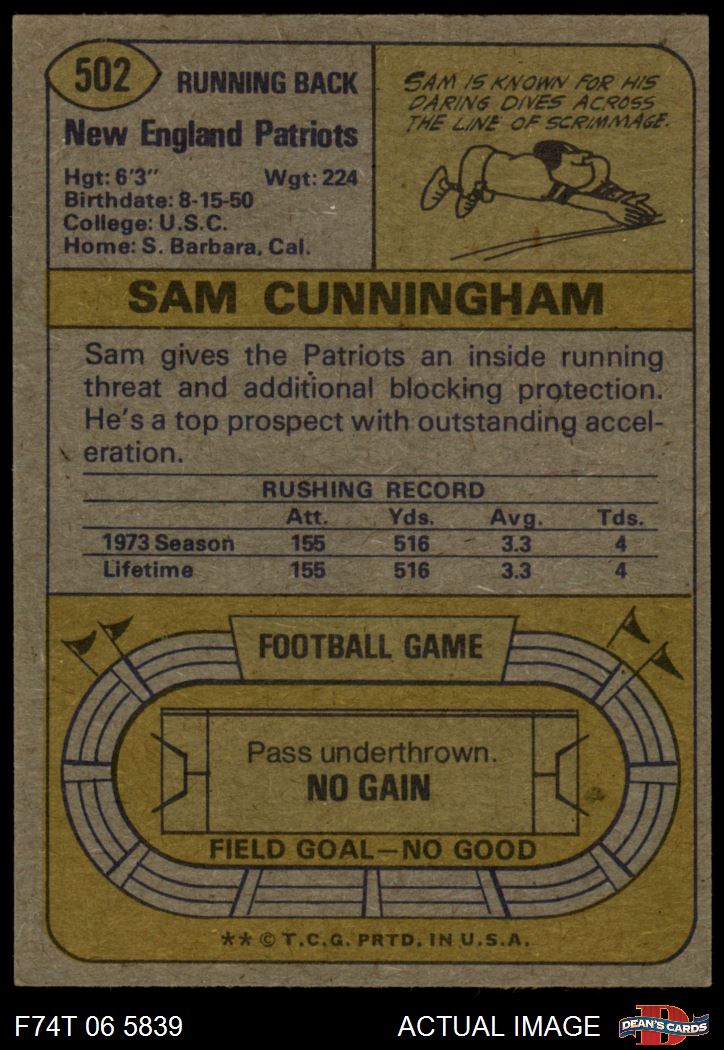 502
RUNNING BACK
New England Patriots
Hgt: 6'3" Wgt: 224
Birthdate: 8-15-50
College: U.S.C.
Home: S. Barbara, Cal.
SAM IS KNOWN FOR HIS
DARING DIVES ACROSS
THE LINE OF SCRIMMAGE.
SAM CUNNINGHAM
Sam gives the Patriots an inside running
threat and additional blocking protection.
He's a top prospect with outstanding accel-
eration.
RUSHING RECORD
Att. Yds. Avg. Tds.
1973 Season 155 516 3.3 4
Lifetime 155 516 3.3 4
FOOTBALL GAME
Pass underthrown.
NO GAIN
FIELD GOAL—NO GOOD
** © T.C.G. PRTD. IN U.S.A.
F74T 06 5839 ACTUAL IMAGE
D
DEAN'S CARDS